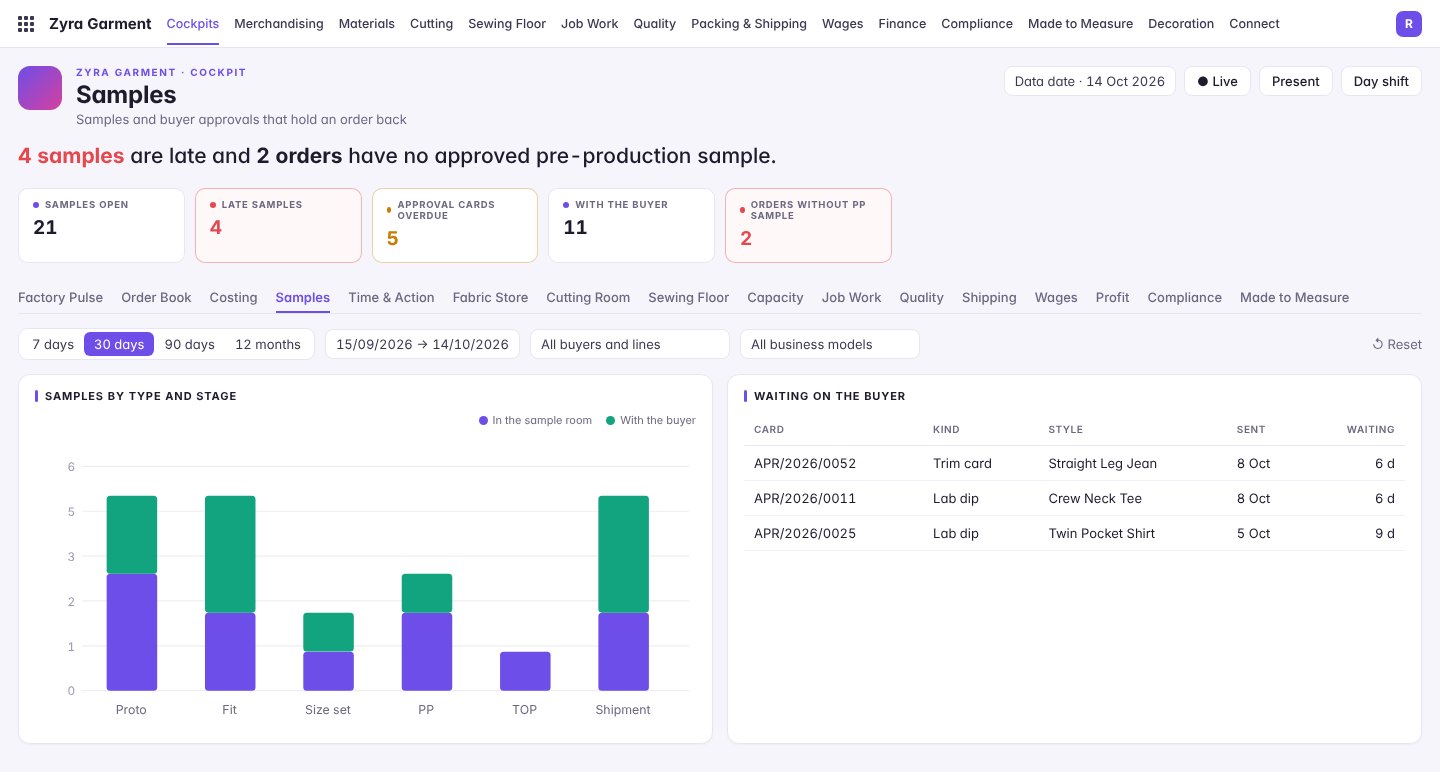 Zyra Garment Cockpits Merchandising Materials Cutting Sewing Floor Job Work Quality Packing & Shipping Wages Finance Compliance Made to Measure Decoration Connect R
ZYRA GARMENT · COCKPIT
Samples
Samples and buyer approvals that hold an order back
Data date · 14 Oct 2026 ● Live Present Day shift
4 samples are late and 2 orders have no approved pre-production sample.
SAMPLES OPEN
21
LATE SAMPLES
4
APPROVAL CARDS
OVERDUE
5
WITH THE BUYER
11
ORDERS WITHOUT PP
SAMPLE
2
Factory Pulse Order Book Costing Samples Time & Action Fabric Store Cutting Room Sewing Floor Capacity Job Work Quality Shipping Wages Profit Compliance Made to Measure
7 days 30 days 90 days 12 months 15/09/2026 → 14/10/2026 All buyers and lines All business models ↺ Reset
SAMPLES BY TYPE AND STAGE
In the sample room With the buyer
6
5
3
2
1
0
Proto Fit Size set PP TOP Shipment
WAITING ON THE BUYER
CARD KIND STYLE SENT WAITING
APR/2026/0052 Trim card Straight Leg Jean 8 Oct 6 d
APR/2026/0011 Lab dip Crew Neck Tee 8 Oct 6 d
APR/2026/0025 Lab dip Twin Pocket Shirt 5 Oct 9 d